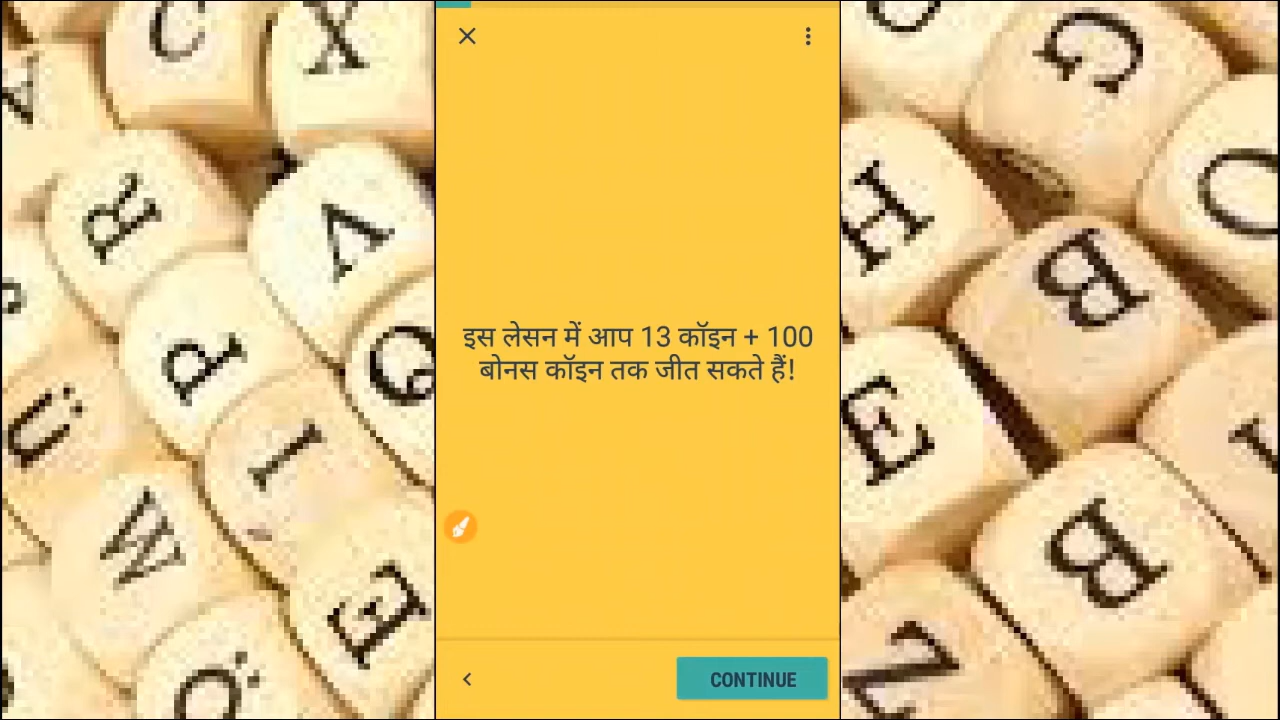 इस लेसन में आप 13 कॉइन + 100
बोनस कॉइन तक जीत सकते हैं!
CONTINUE
C
X
R
A
P
Q
Ü
I
W
E
Ö
G
O
H
B
E
B
N